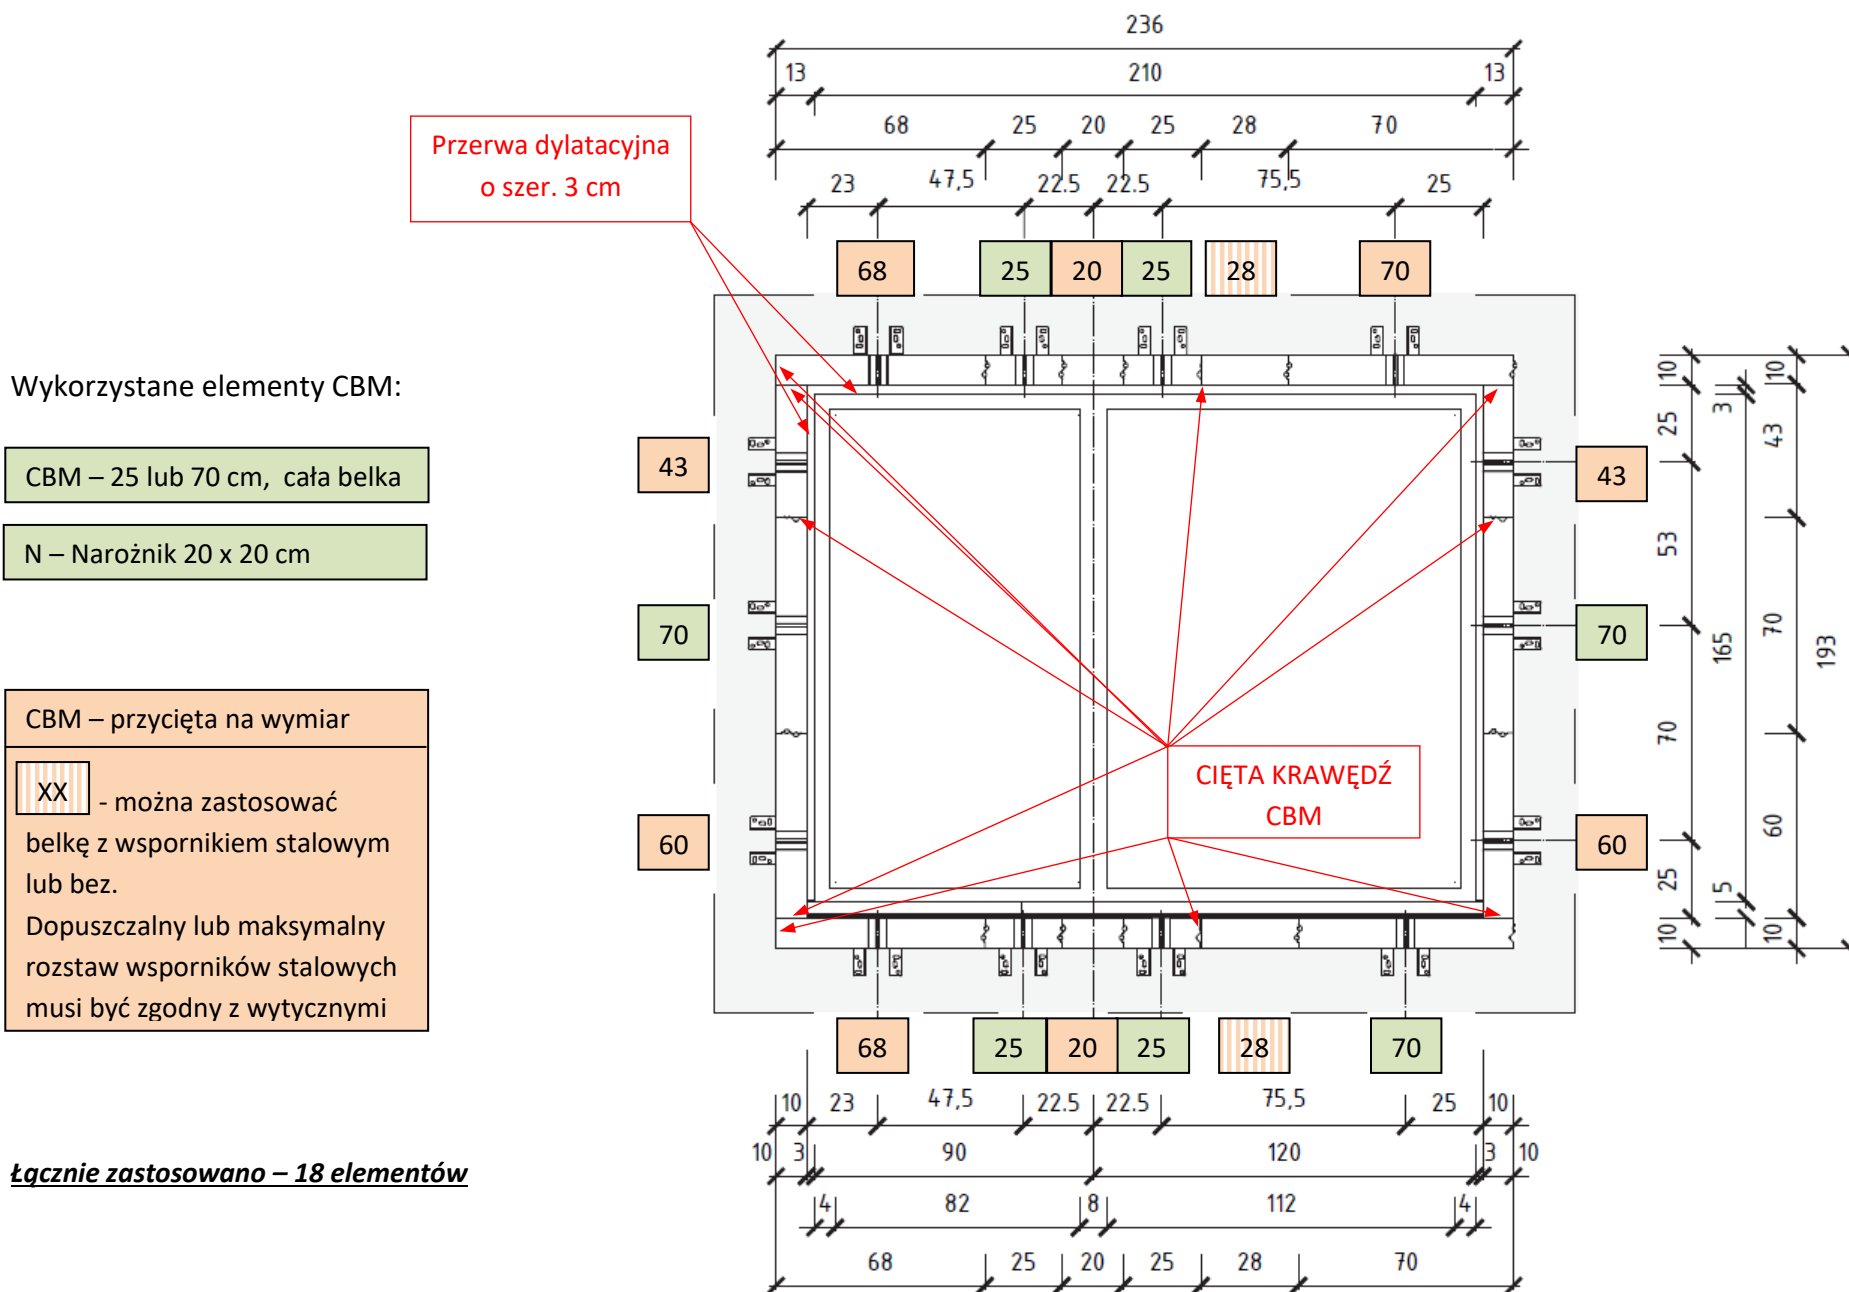 236
13 210 13
68 25 20 25 28 70
23 47,5 22.5 22.5 75,5 25
Przerwa dylatacyjna
o szer. 3 cm
68 25 20 25 28 70
Wykorzystane elementy CBM:
CBM – 25 lub 70 cm, cała belka
N – Narożnik 20 x 20 cm
CBM – przycięta na wymiar
XX - można zastosować
belkę z wspornikiem stalowym
lub bez.
Dopuszczalny lub maksymalny
rozstaw wsporników stalowych
musi być zgodny z wytycznymi
Łącznie zastosowano – 18 elementów
43
70
60
CIĘTA KRAWĘDŹ
CBM
43
70
60
10
25
53
70
25
10
3
165
5
10
43
70
60
10
193
68 25 20 25 28 70
10 23 47,5 22.5 22.5 75,5 25 10
10 3 90 120 3 10
4 82 8 112 4
68 25 20 25 28 70